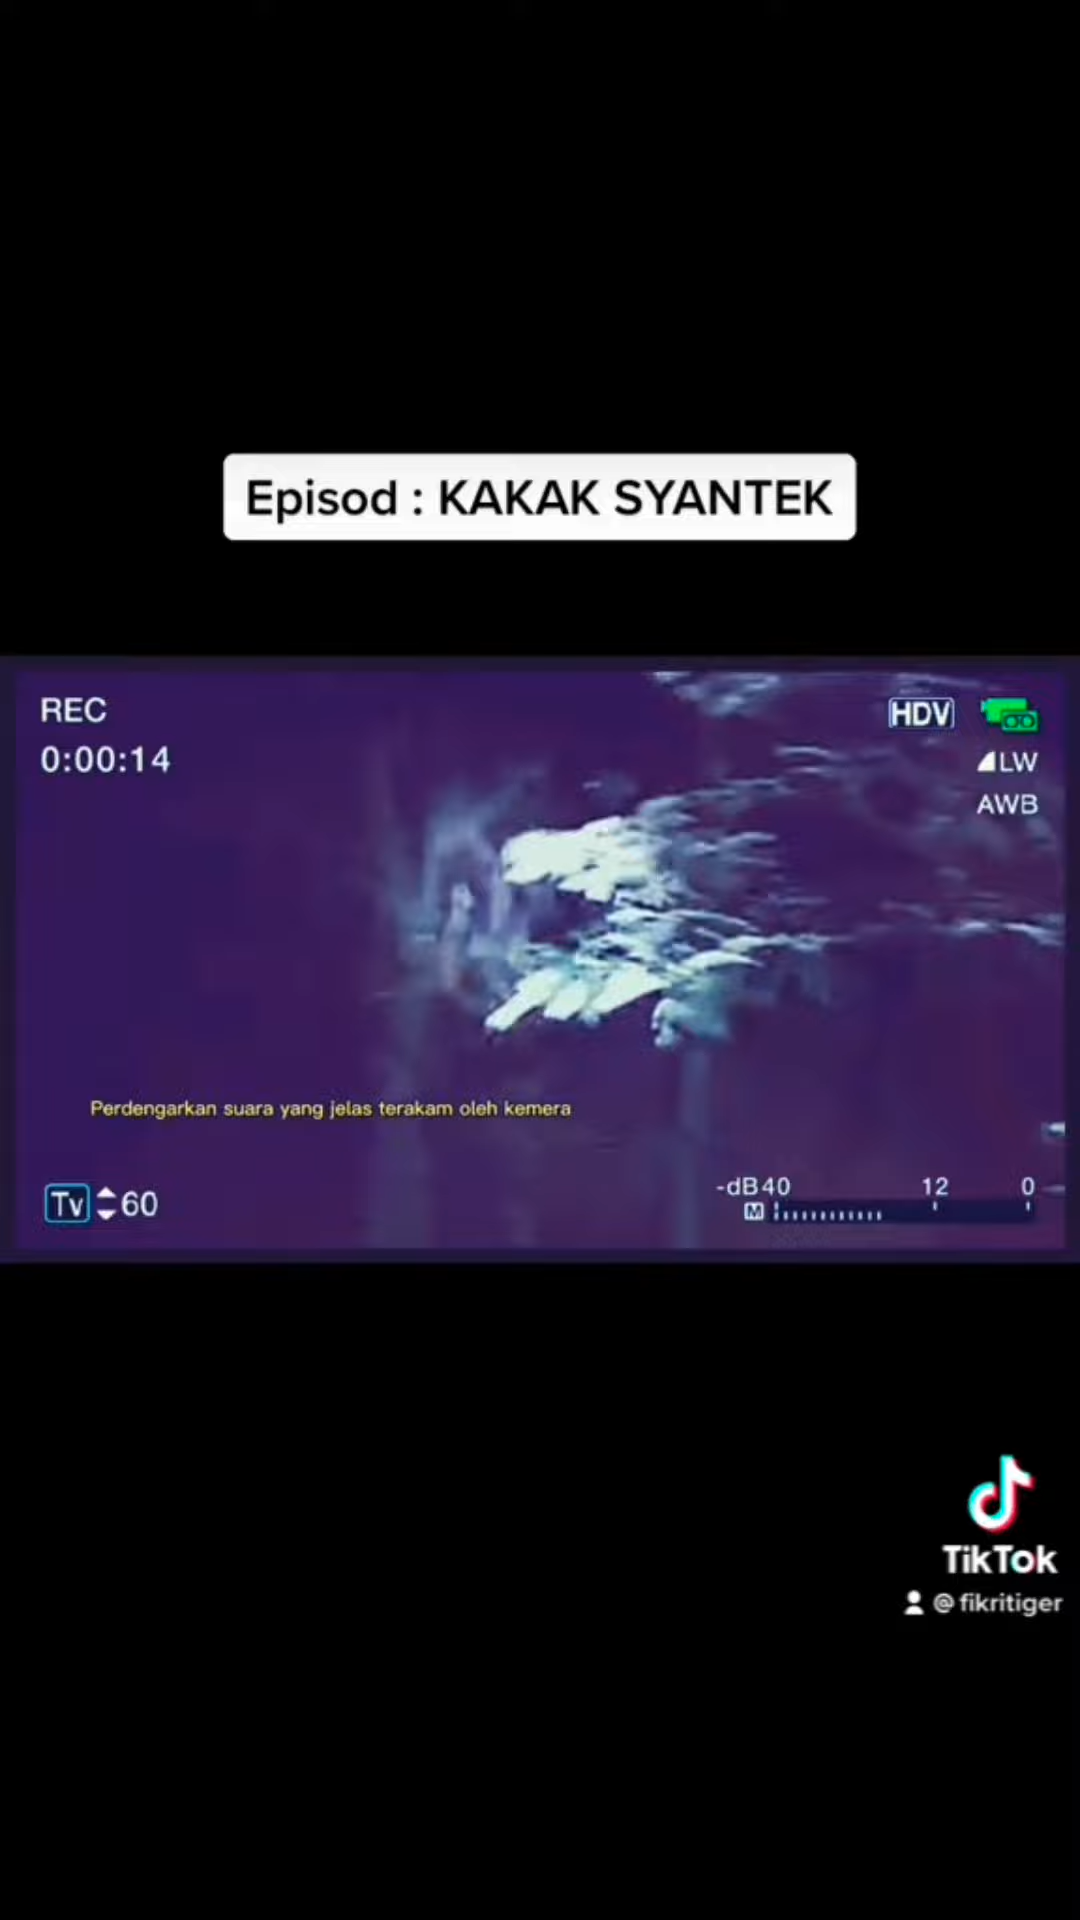 Episod : KAKAK SYANTEK
REC
0:00:14
HDV
LW
AWB
Perdengarkan suara yang jelas terakam oleh kemera
Tv 60
-dB 40 12 0
M
TikTok
@fikritiger